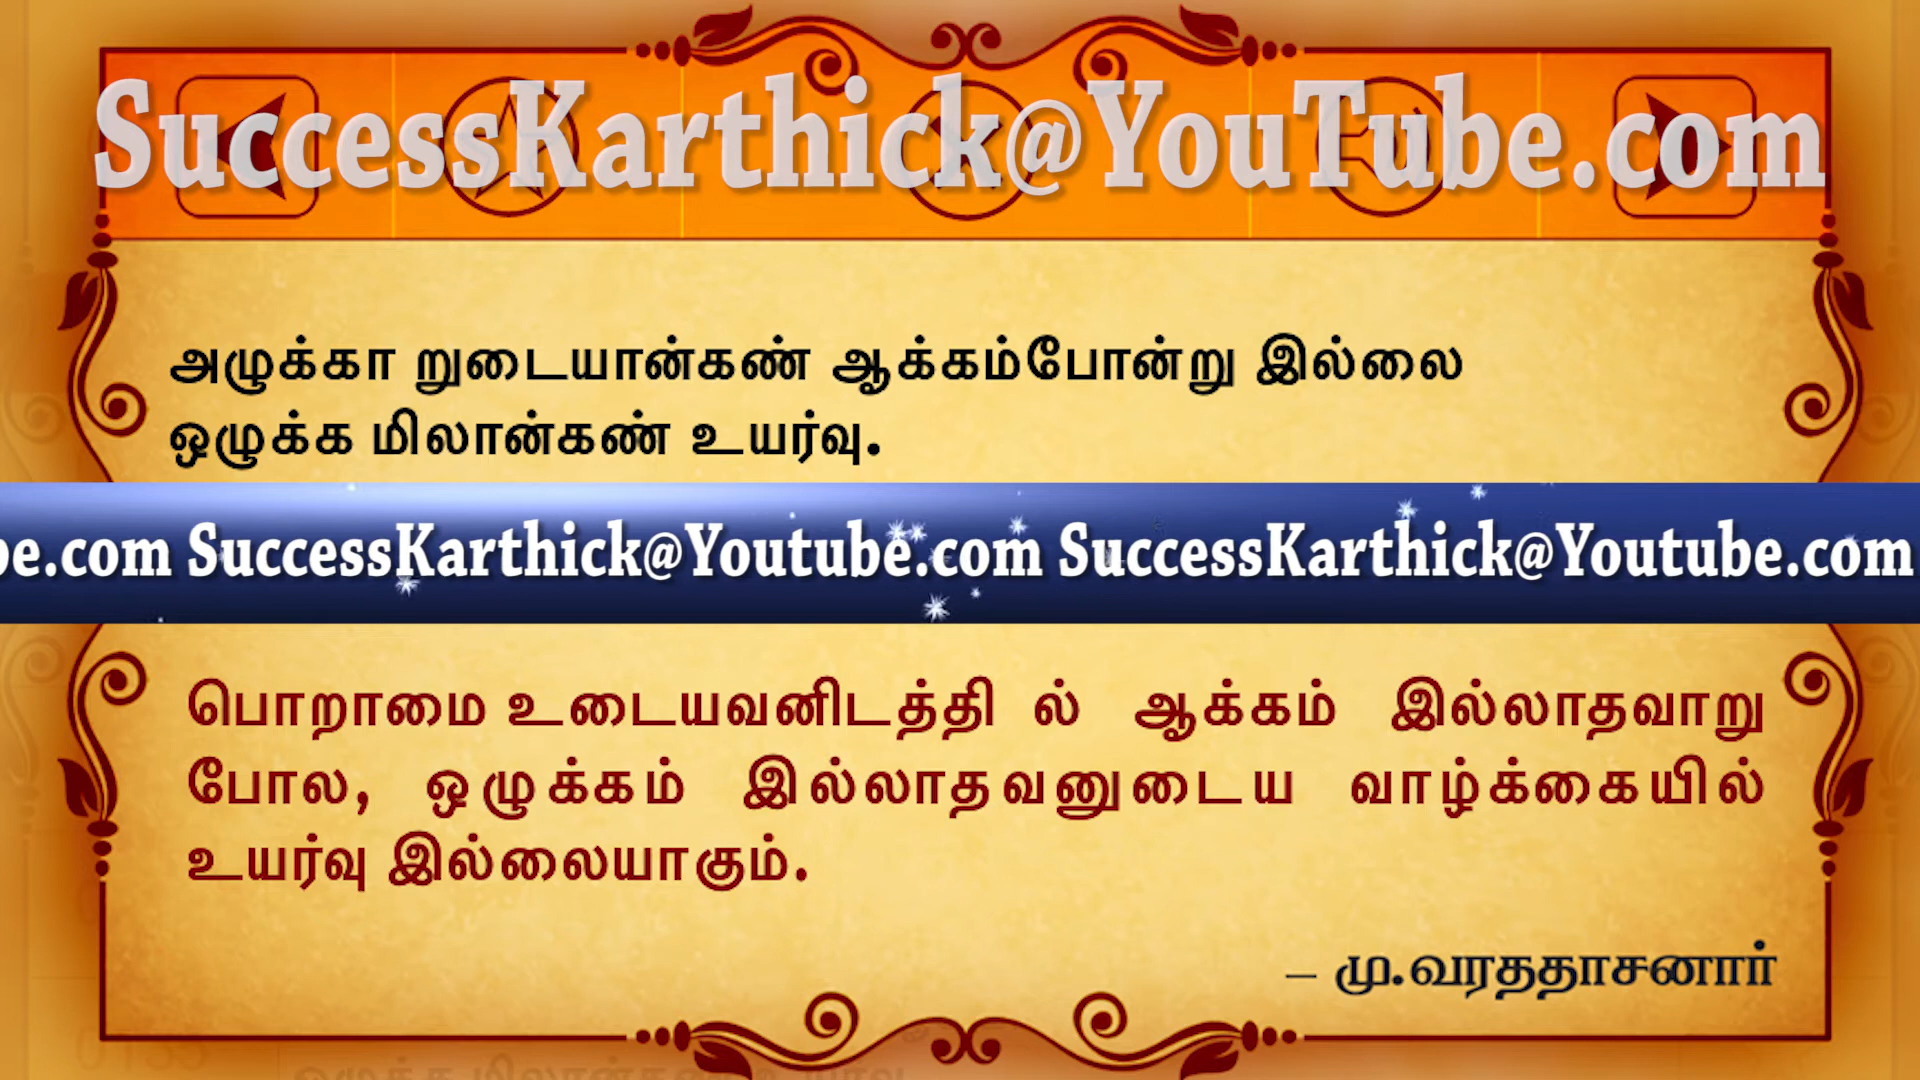 SuccessKarthick@YouTube.com
அழுக்கா றுடையான்கண் ஆக்கம்போன்று இல்லை
ஒழுக்க மிலான்கண் உயர்வு.
be.com SuccessKarthick@Youtube.com SuccessKarthick@Youtube.com
பொறாமை உடையவனிடத்தி ல் ஆக்கம் இல்லாதவாறு
போல, ஒழுக்கம் இல்லாதவனுடைய வாழ்க்கையில்
உயர்வு இல்லையாகும்.
– மு.வரததாசனார்